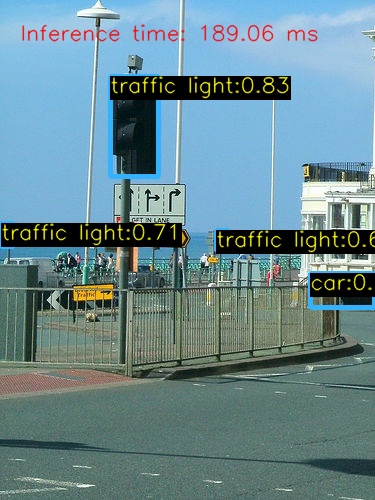 Inference time: 189.06 ms
traffic light:0.83
GET IN LANE
traffic light:0.71
traffic light:0.6
car:0.
Traffic